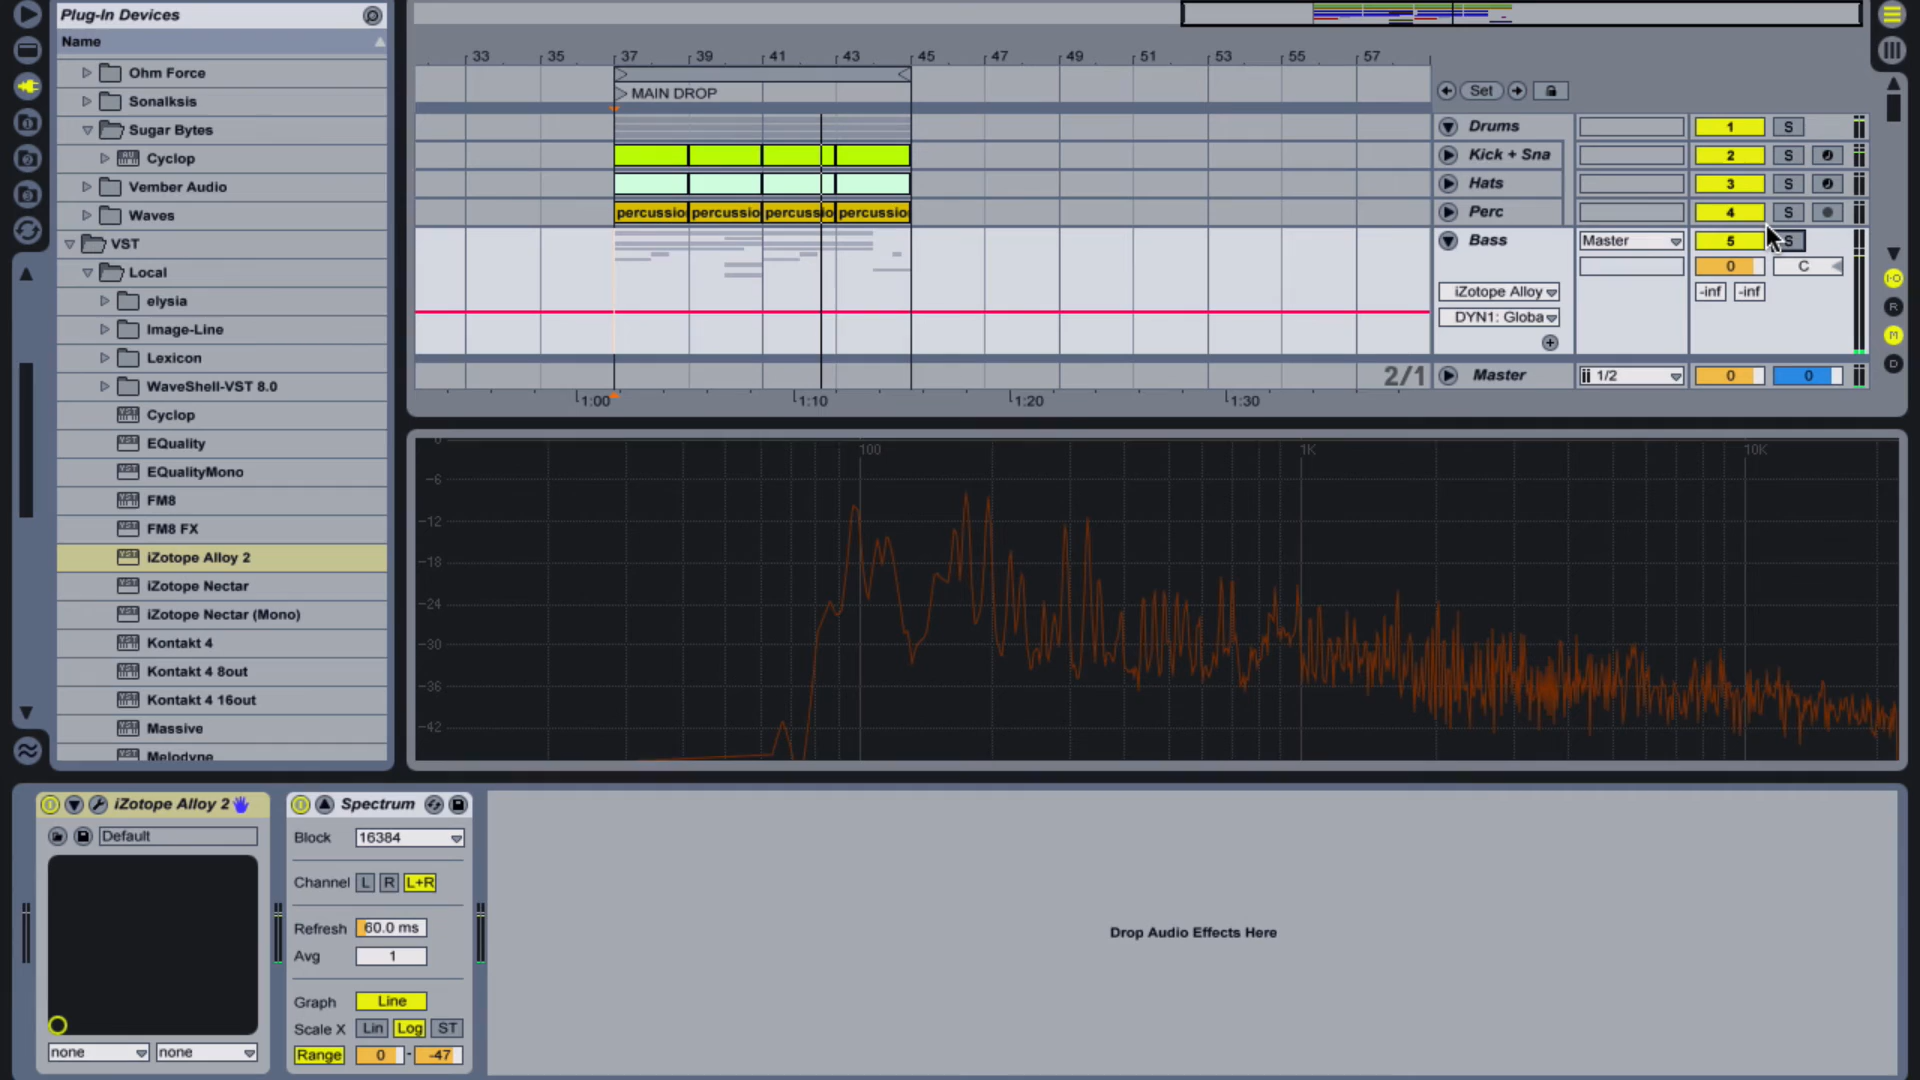 Plug-In Devices
Name
Ohm Force
Sonalksis
Sugar Bytes
Cyclop
Vember Audio
Waves
VST
Local
elysia
Image-Line
Lexicon
WaveShell-VST 8.0
Cyclop
EQuality
EQualityMono
FM8
FM8 FX
iZotope Alloy 2
iZotope Nectar
iZotope Nectar (Mono)
Kontakt 4
Kontakt 4 8out
Kontakt 4 16out
Massive
Melodyne
33 35 37 39 41 43 45 47 49 51 53 55 57
MAIN DROP
Set
Drums 1 S
Kick + Sna 2 S
Hats 3 S
percussio percussio percussio percussio
Perc 4 S
Bass Master 5 S
0 C
iZotope Alloy -inf -inf
DYN1: Globa
2/1 Master 1/2 0 0
1:00 1:10 1:20 1:30
I-O
R
M
D
100 1K 10K
0
-6
-12
-18
-24
-30
-36
-42
iZotope Alloy 2
Default
none none
Spectrum
Block 16384
Channel L R L+R
Refresh 60.0 ms
Avg 1
Graph Line
Scale X Lin Log ST
Range 0 - -47
Drop Audio Effects Here